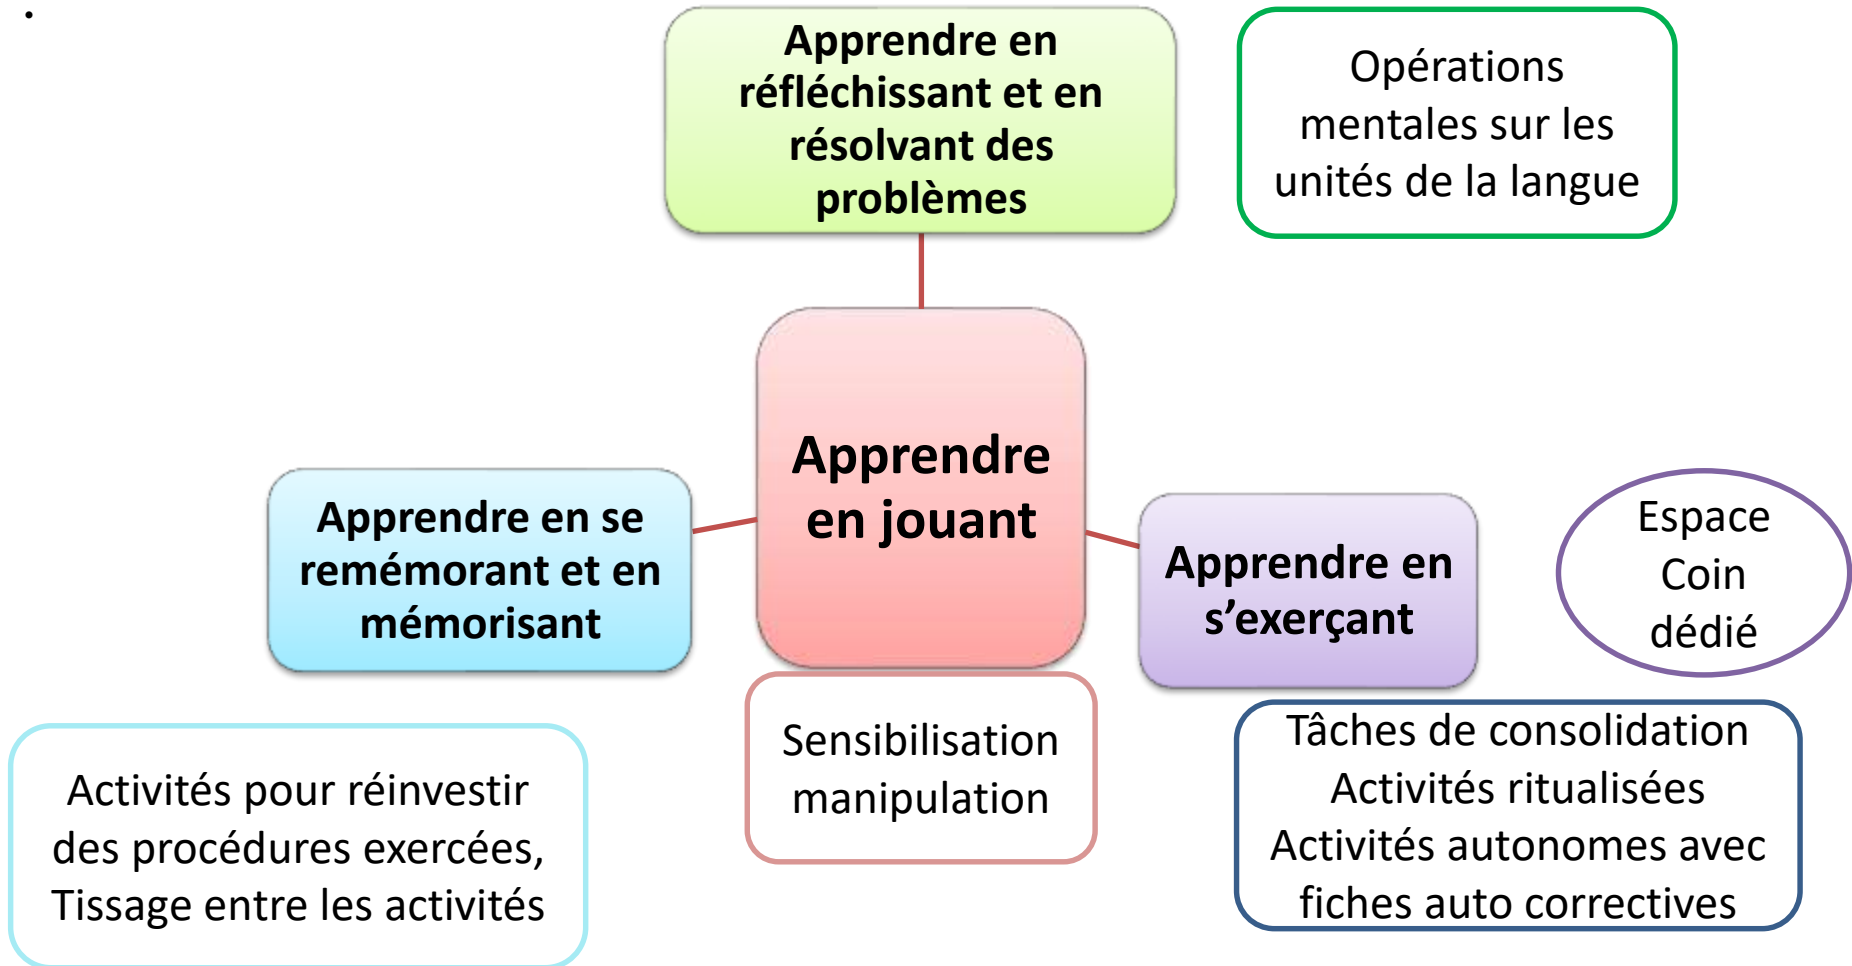 Apprendre en
réfléchissant et en
résolvant des
problèmes
Opérations
mentales sur les
unités de la langue
Apprendre
en jouant
Apprendre en se
remémorant et en
mémorisant
Apprendre en
s’exerçant
Espace
Coin
dédié
Sensibilisation
manipulation
Activités pour réinvestir
des procédures exercées,
Tissage entre les activités
Tâches de consolidation
Activités ritualisées
Activités autonomes avec
fiches auto correctives